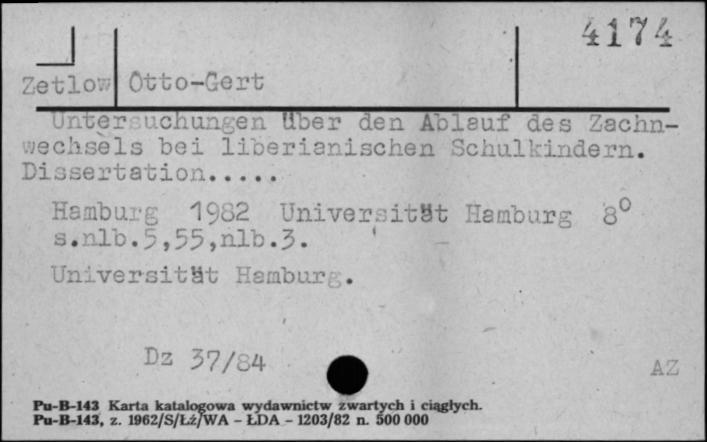 4174
Zetlow Otto-Gert
Untersuchungen über den Ablauf des Zachn-
wechsels bei liberianischen Schulkindern.
Dissertation.....
Hamburg 1982 Universität Hamburg 8⁰
s.nlb.5,55,nlb.3.
Universität Hamburg.
Dz 37/84
AZ
Pu-B-143 Karta katalogowa wydawnictw zwartych i ciągłych.
Pu-B-143, z. 1962/S/Łź/WA – ŁDA – 1203/82 n. 500 000